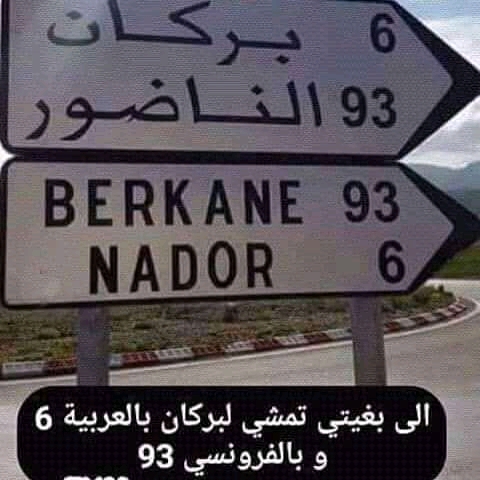 بركان 6
الناضور 93
BERKANE 93
NADOR 6
الى بغيتي تمشي لبركان بالعربية 6
و بالفرونسي 93